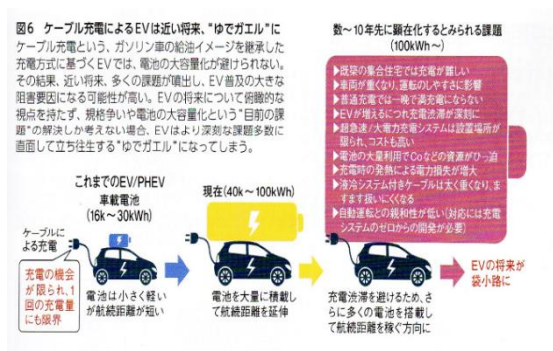 図6 ケーブル充電によるEVは近い将来、“ゆでガエル”に
ケーブル充電という、ガソリン車の給油イメージを継承した
充電方式に基づくEVでは、電池の大容量化が避けられない。
その結果、近い将来、多くの課題が噴出し、EV普及の大きな
阻害要因になる可能性が高い。EVの将来について俯瞰的な
視点を持たず、規格争いや電池の大容量化という“目前の課
題”の解決しか考えない場合、EVはより深刻な課題多数に
直面して立ち往生する“ゆでガエル”になってしまう。
数~10年先に顕在化するとみられる課題
(100kWh~)
▶既築の集合住宅では充電が難しい
▶車両が重くなり、運転のしやすさに影響
▶普通充電では一晩で満充電にならない
▶EVが増えるにつれ充電渋滞が深刻に
▶超急速/大電力充電システムは設置場所が
限られ、コストも高い
▶電池の大量利用でCoなどの資源がひっ迫
▶充電時の発熱による電力損失が増大
▶液冷システム付きケーブルは太く重くなり、ま
すます扱いにくくなる
▶自動運転との親和性が低い(対応には充電
システムのゼロからの開発が必要)
これまでのEV/PHEV
車載電池
(16k~30kWh)
現在(40k~100kWh)
ケーブルに
よる充電
充電の機会
が限られ、1
回の充電量
にも限界
電池は小さく軽い
が航続距離が短い
電池を大量に積載し
て航続距離を延伸
充電渋滞を避けるため、さ
らに多くの電池を搭載し
て航続距離を稼ぐ方向に
EVの将来が
袋小路に